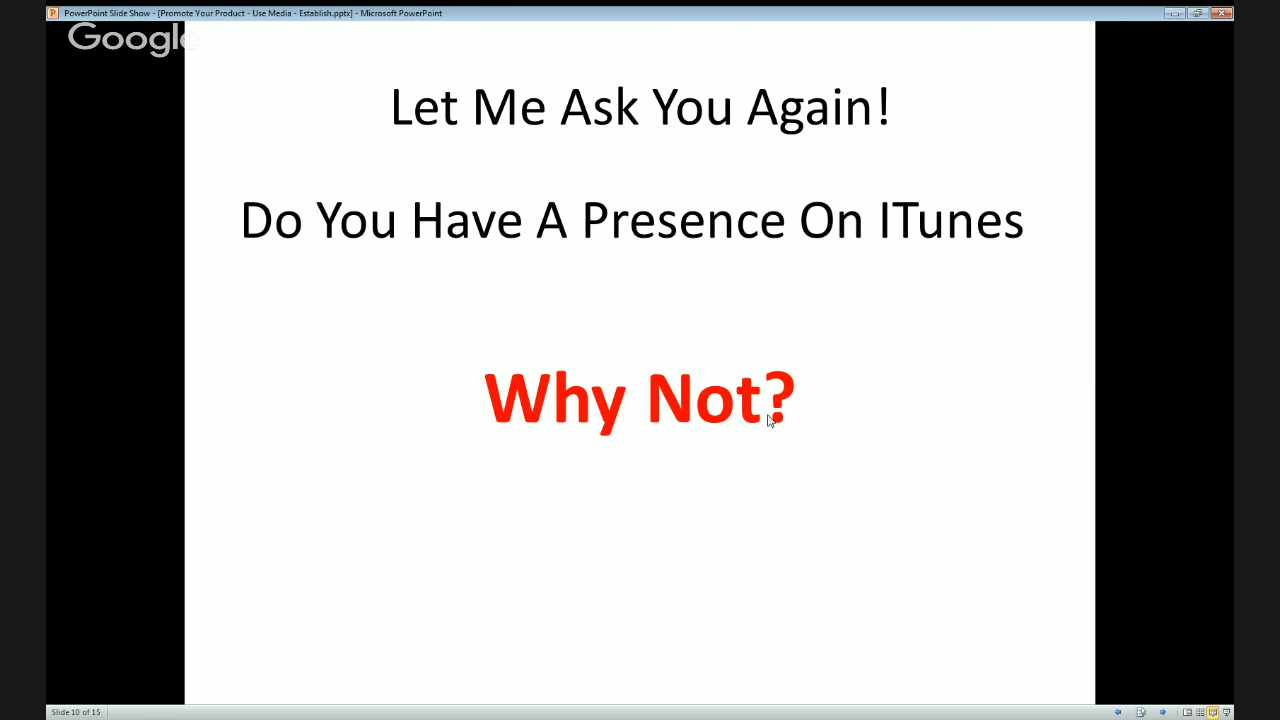 PowerPoint Slide Show - [Promote Your Product - Use Media - Establish.pptx] - Microsoft PowerPoint
Google
Let Me Ask You Again!
Do You Have A Presence On ITunes
Why Not?
Slide 10 of 15